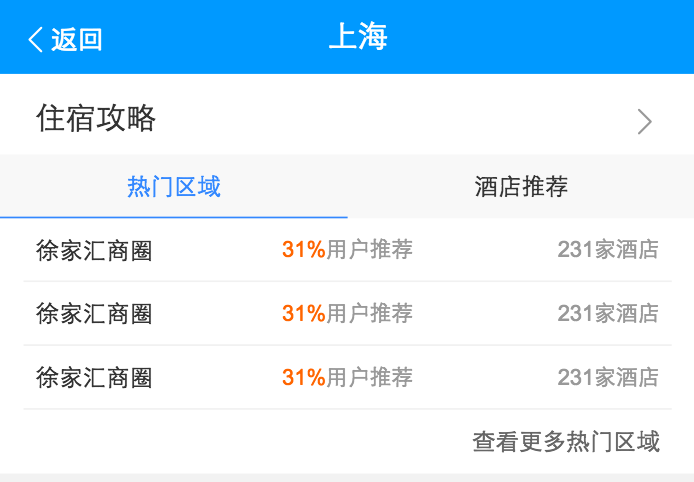 返回 上海
住宿攻略
热门区域 酒店推荐
徐家汇商圈 31%用户推荐 231家酒店
徐家汇商圈 31%用户推荐 231家酒店
徐家汇商圈 31%用户推荐 231家酒店
查看更多热门区域